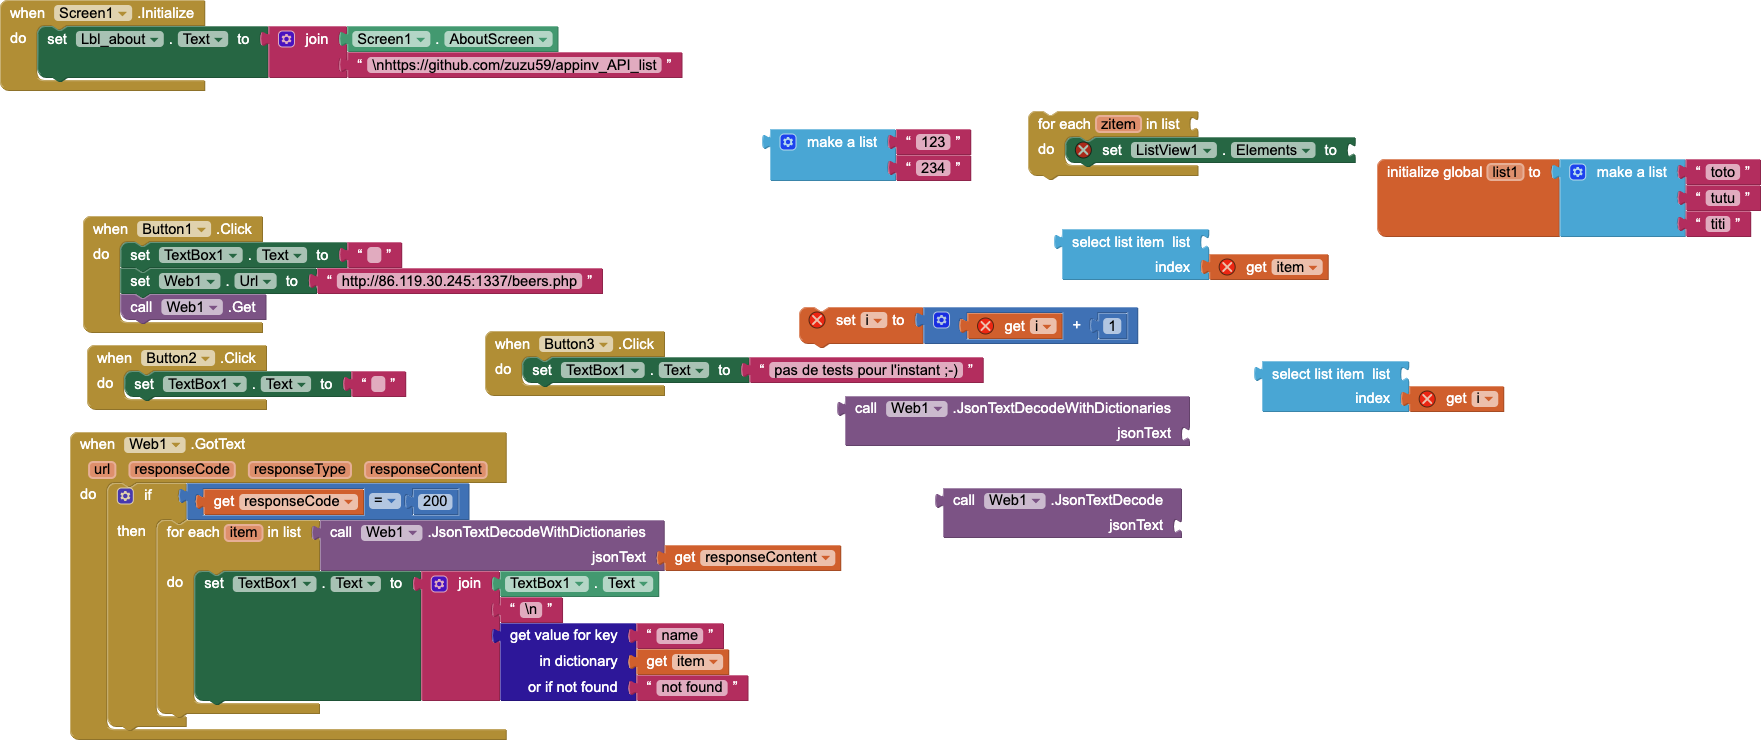 when Screen1 .Initialize
do set Lbl_about . Text to join Screen1 . AboutScreen
“ \nhttps://github.com/zuzu59/appinv_API_list ”
make a list “ 123 ”
“ 234 ”
for each zitem in list
do set ListView1 . Elements to
initialize global list1 to make a list “ toto ”
“ tutu ”
“ titi ”
when Button1 .Click
do set TextBox1 . Text to “ ”
set Web1 . Url to “ http://86.119.30.245:1337/beers.php ”
call Web1 .Get
select list item list
index get item
set i to get i + 1
when Button2 .Click
do set TextBox1 . Text to “ ”
when Button3 .Click
do set TextBox1 . Text to “ pas de tests pour l'instant ;-) ”
select list item list
index get i
call Web1 .JsonTextDecodeWithDictionaries
jsonText
when Web1 .GotText
url responseCode responseType responseContent
do if get responseCode = 200
then for each item in list call Web1 .JsonTextDecodeWithDictionaries
jsonText get responseContent
do set TextBox1 . Text to join TextBox1 . Text
“ \n ”
get value for key “ name ”
in dictionary get item
or if not found “ not found ”
call Web1 .JsonTextDecode
jsonText